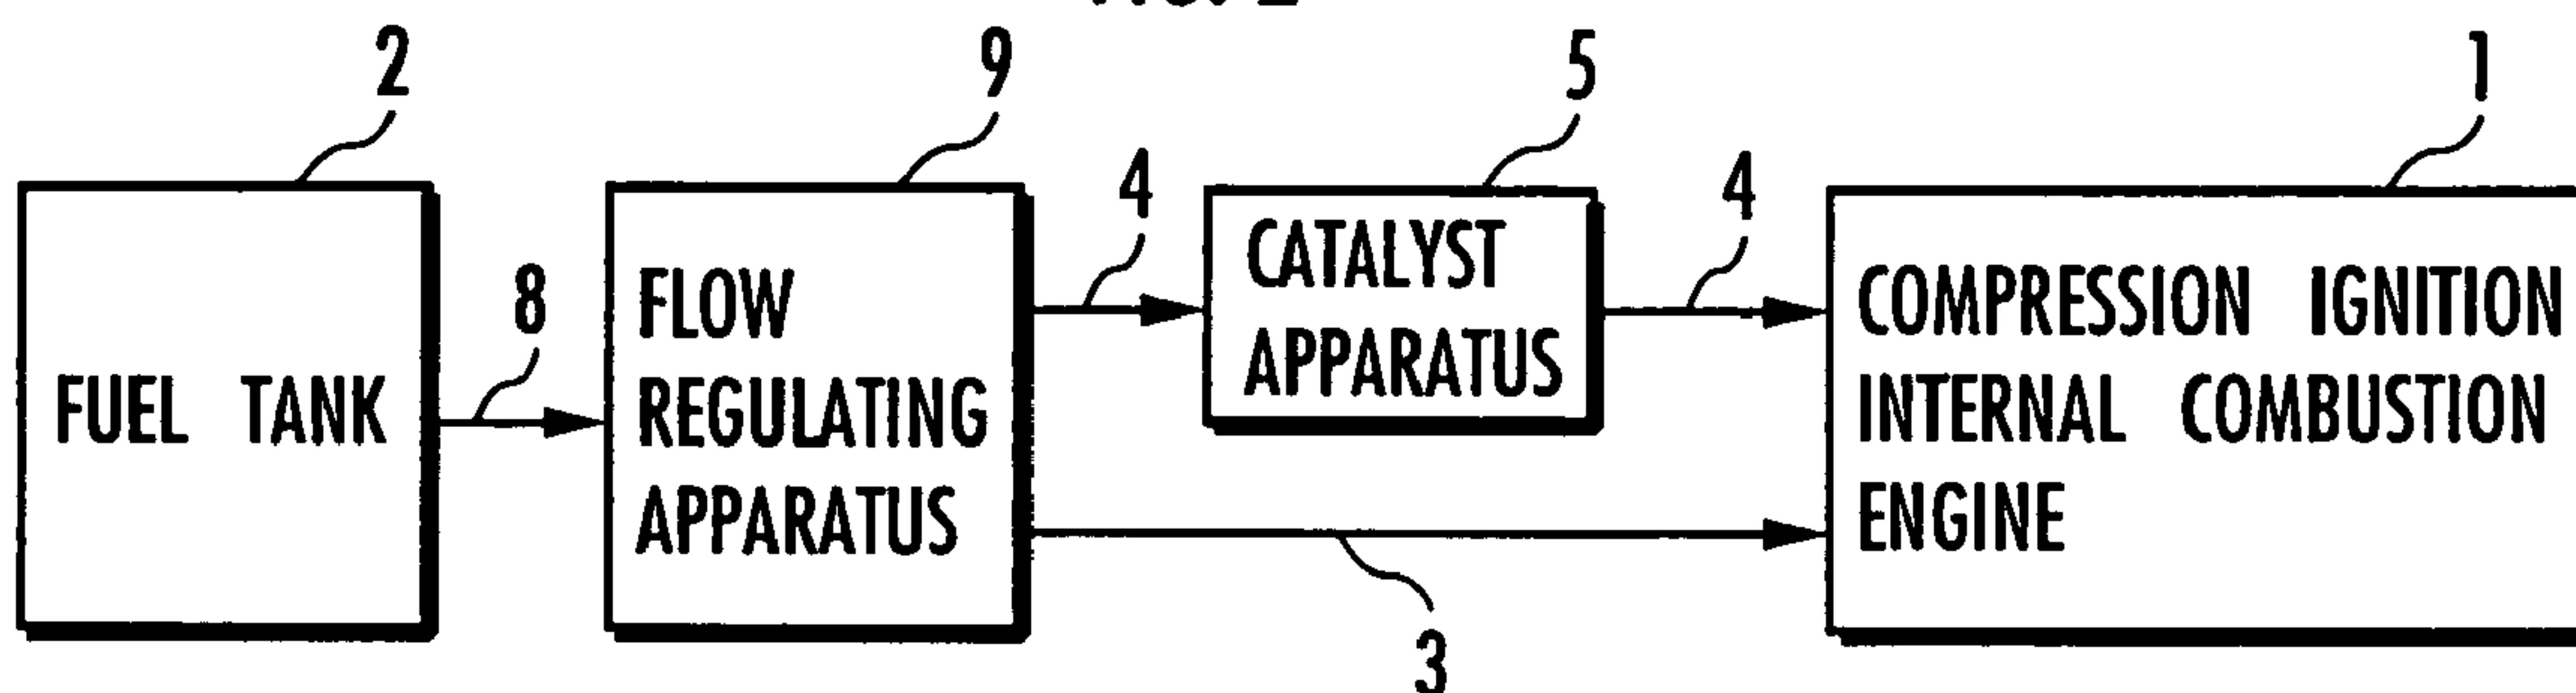 2
9
5
1
4
4
8
FUEL TANK
FLOW
REGULATING
APPARATUS
CATALYST
APPARATUS
COMPRESSION IGNITION
INTERNAL COMBUSTION
ENGINE
3